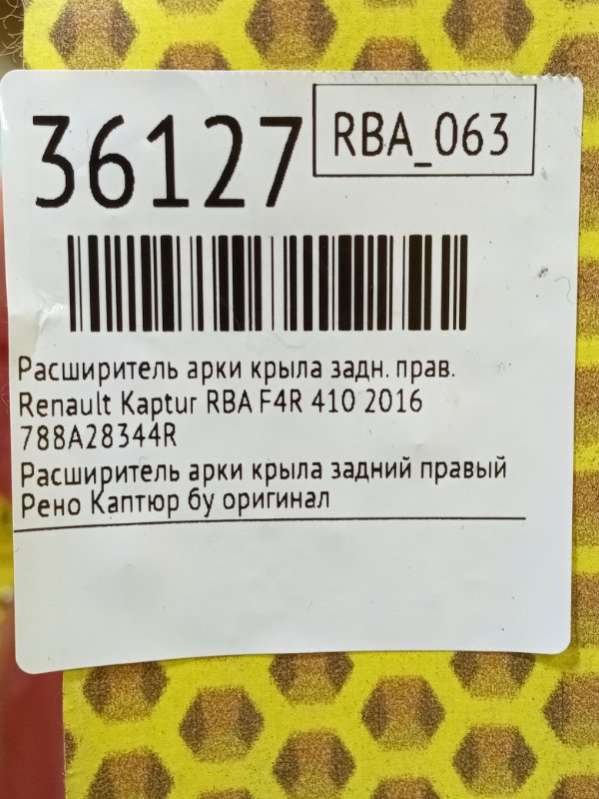 36127
RBA_063
Расширитель арки крыла задн. прав.
Renault Kaptur RBA F4R 410 2016
788A28344R
Расширитель арки крыла задний правый
Рено Каптюр бу оригинал